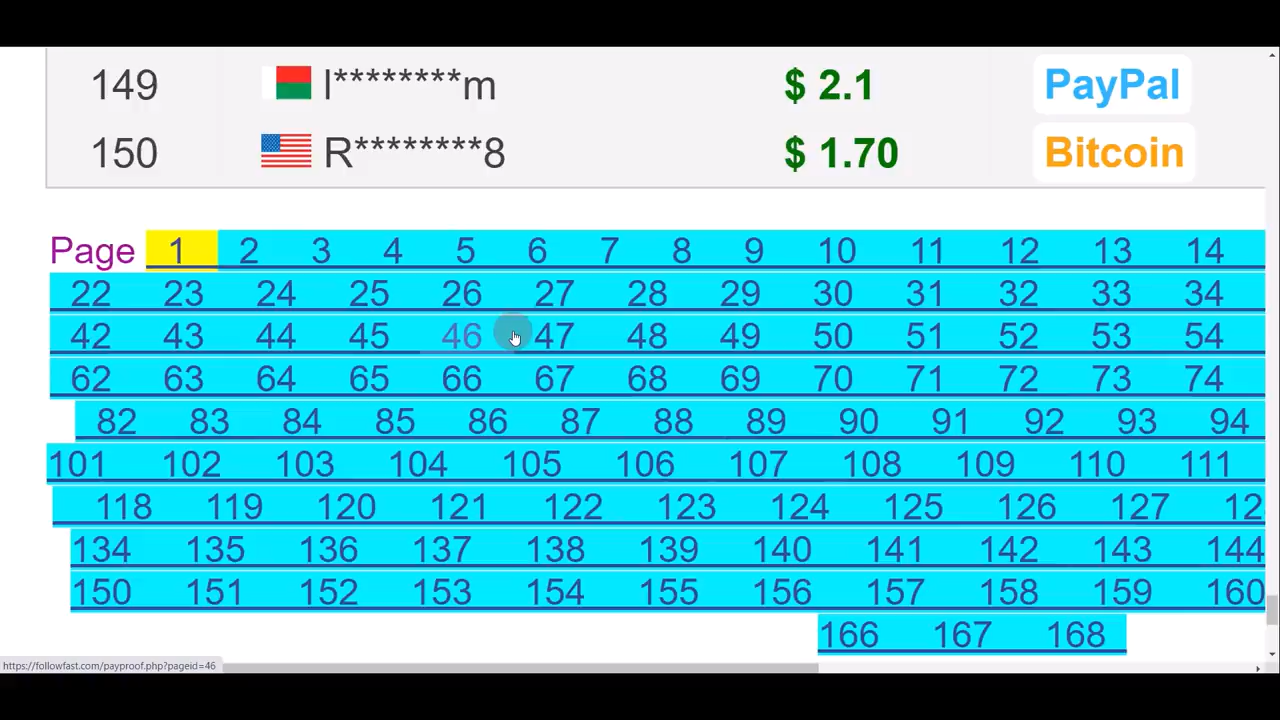 149 l********m $ 2.1 PayPal
150 R********8 $ 1.70 Bitcoin
Page 1 2 3 4 5 6 7 8 9 10 11 12 13 14
22 23 24 25 26 27 28 29 30 31 32 33 34
42 43 44 45 46 47 48 49 50 51 52 53 54
62 63 64 65 66 67 68 69 70 71 72 73 74
82 83 84 85 86 87 88 89 90 91 92 93 94
101 102 103 104 105 106 107 108 109 110 111
118 119 120 121 122 123 124 125 126 127
134 135 136 137 138 139 140 141 142 143 144
150 151 152 153 154 155 156 157 158 159 160
166 167 168
https://followfast.com/payproof.php?pageid=46